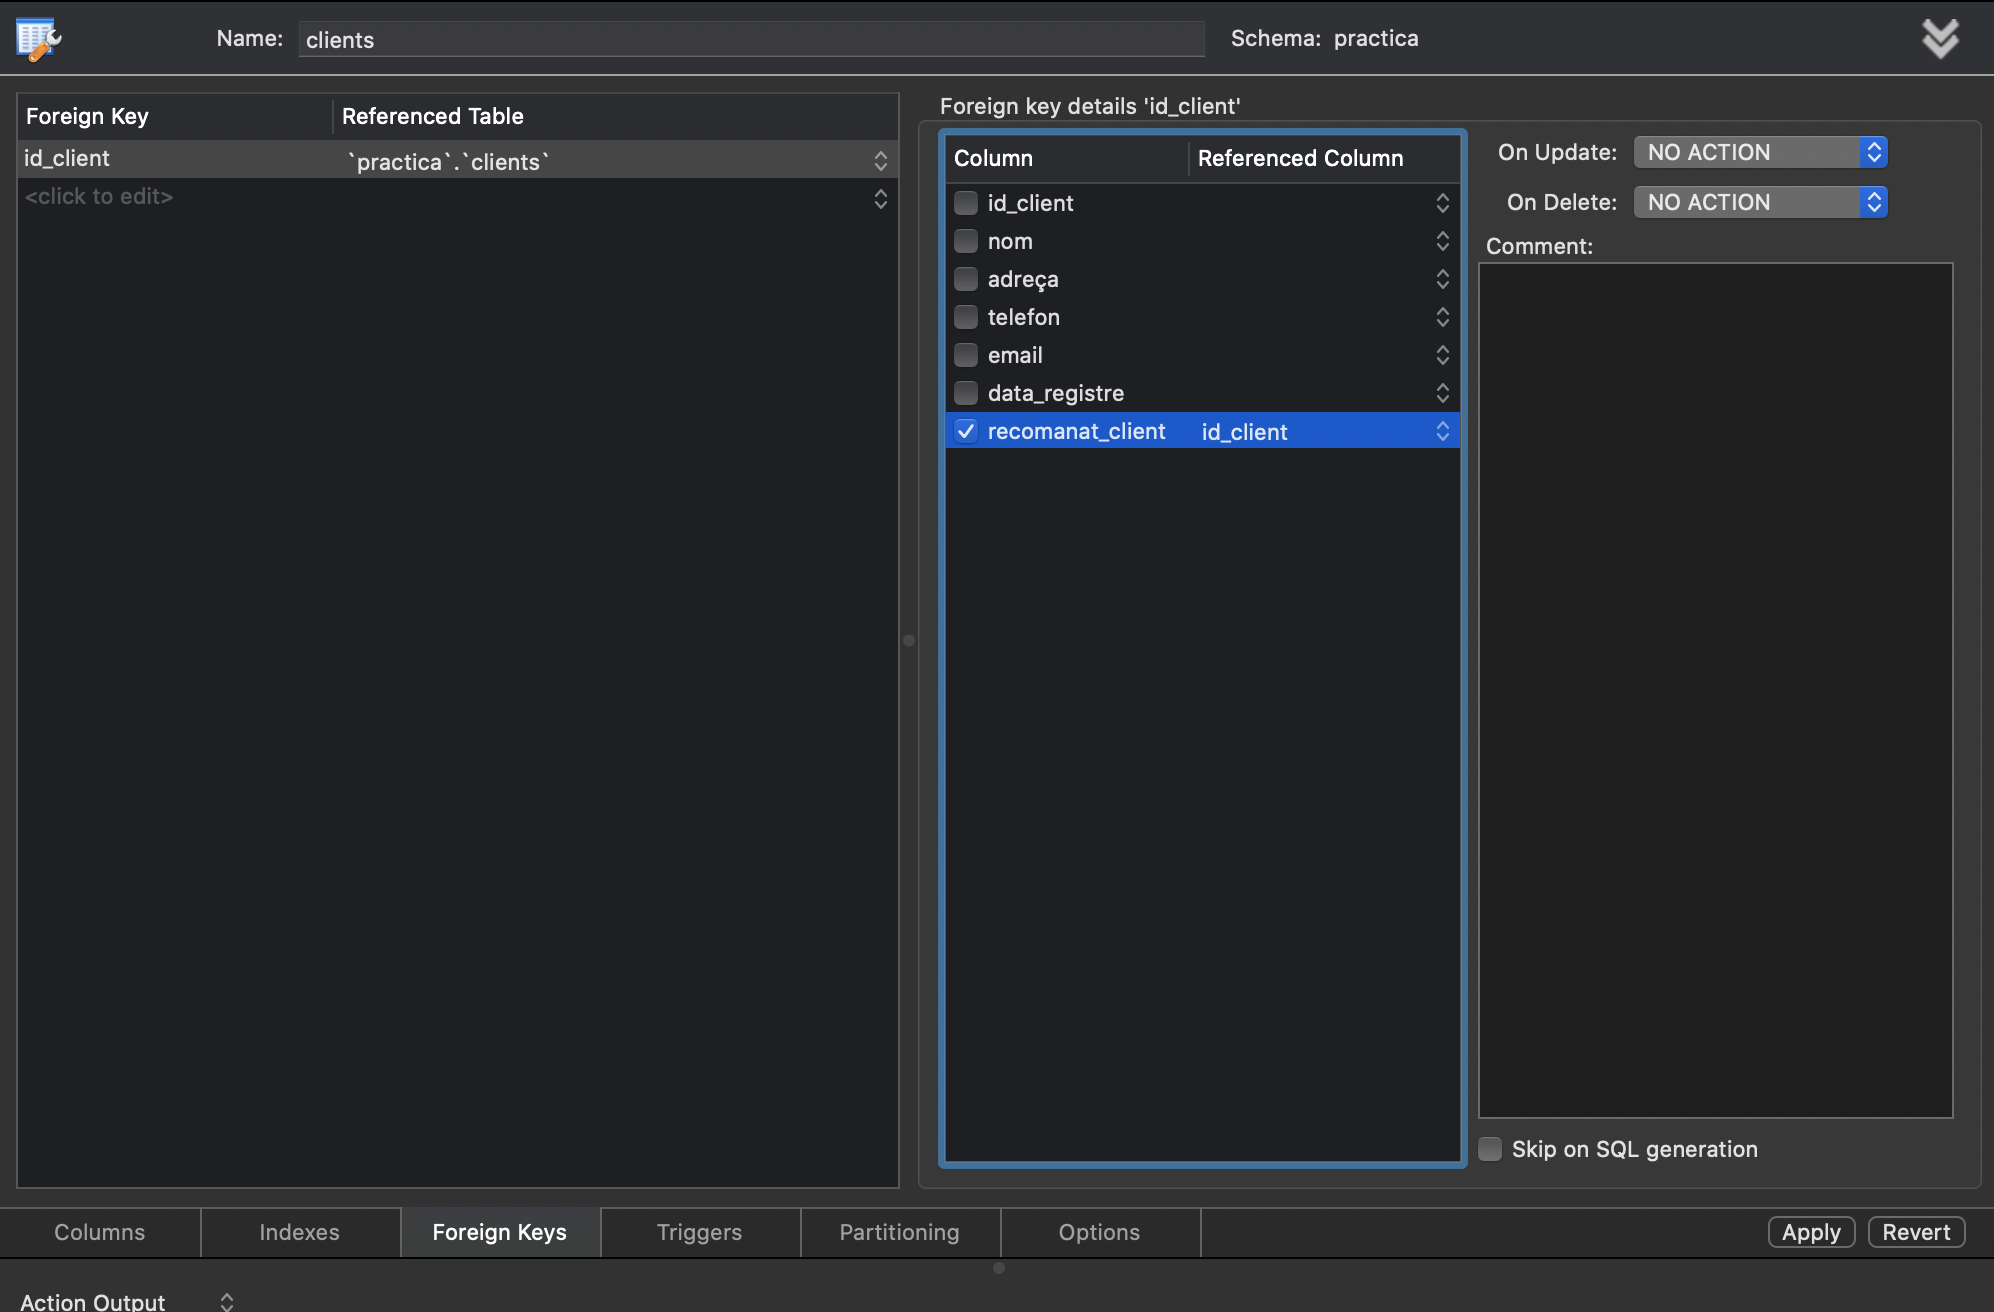 Name: clients Schema: practica
Foreign Key Referenced Table
id_client `practica`.`clients`
<click to edit>
Foreign key details 'id_client'
Column Referenced Column
id_client
nom
adreça
telefon
email
data_registre
recomanat_client id_client
On Update: NO ACTION
On Delete: NO ACTION
Comment:
Skip on SQL generation
Columns Indexes Foreign Keys Triggers Partitioning Options Apply Revert
Action Output